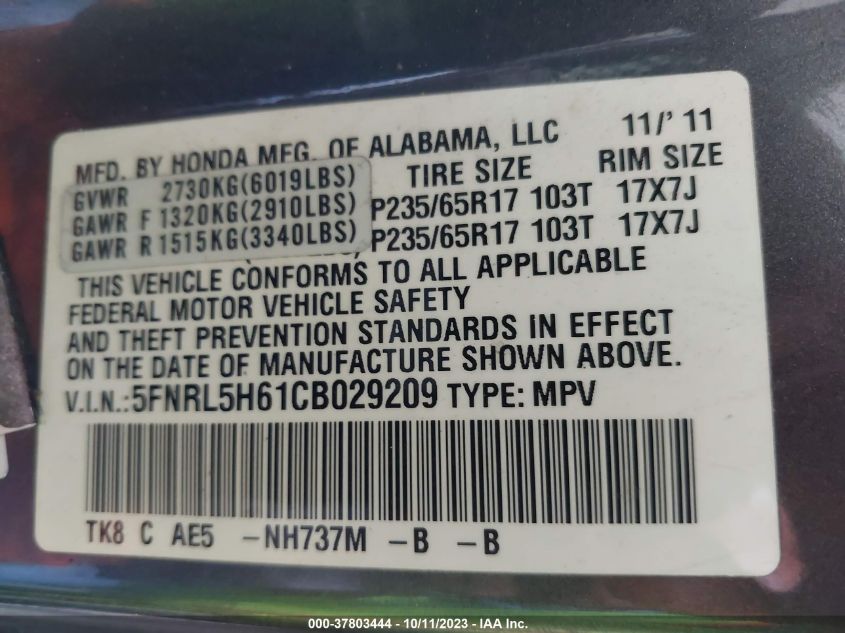 MFD. BY HONDA MFG. OF ALABAMA, LLC 11/'11
GVWR 2730KG(6019LBS) TIRE SIZE RIM SIZE
GAWR F 1320KG(2910LBS) P235/65R17 103T 17X7J
GAWR R 1515KG(3340LBS) P235/65R17 103T 17X7J
THIS VEHICLE CONFORMS TO ALL APPLICABLE
FEDERAL MOTOR VEHICLE SAFETY
AND THEFT PREVENTION STANDARDS IN EFFECT
ON THE DATE OF MANUFACTURE SHOWN ABOVE.
V.I.N.:5FNRL5H61CB029209 TYPE: MPV
TK8 C AE5 -NH737M -B -B
000-37803444 - 10/11/2023 - IAA Inc.